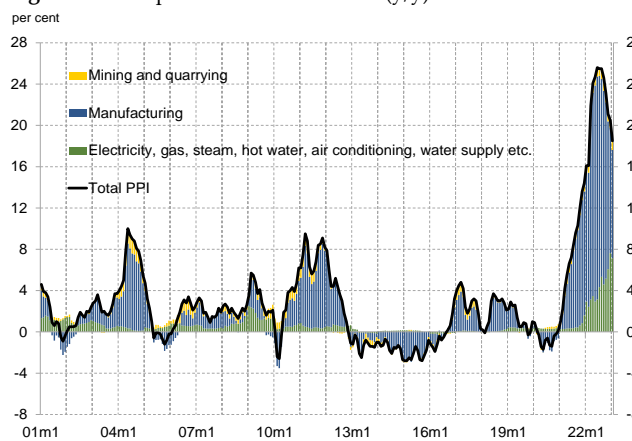 per cent
28
24
20
16
12
8
4
0
-4
-8
Mining and quarrying
Manufacturing
Electricity, gas, steam, hot water, air conditioning, water supply etc.
Total PPI
01m1 04m1 07m1 10m1 13m1 16m1 19m1 22m1